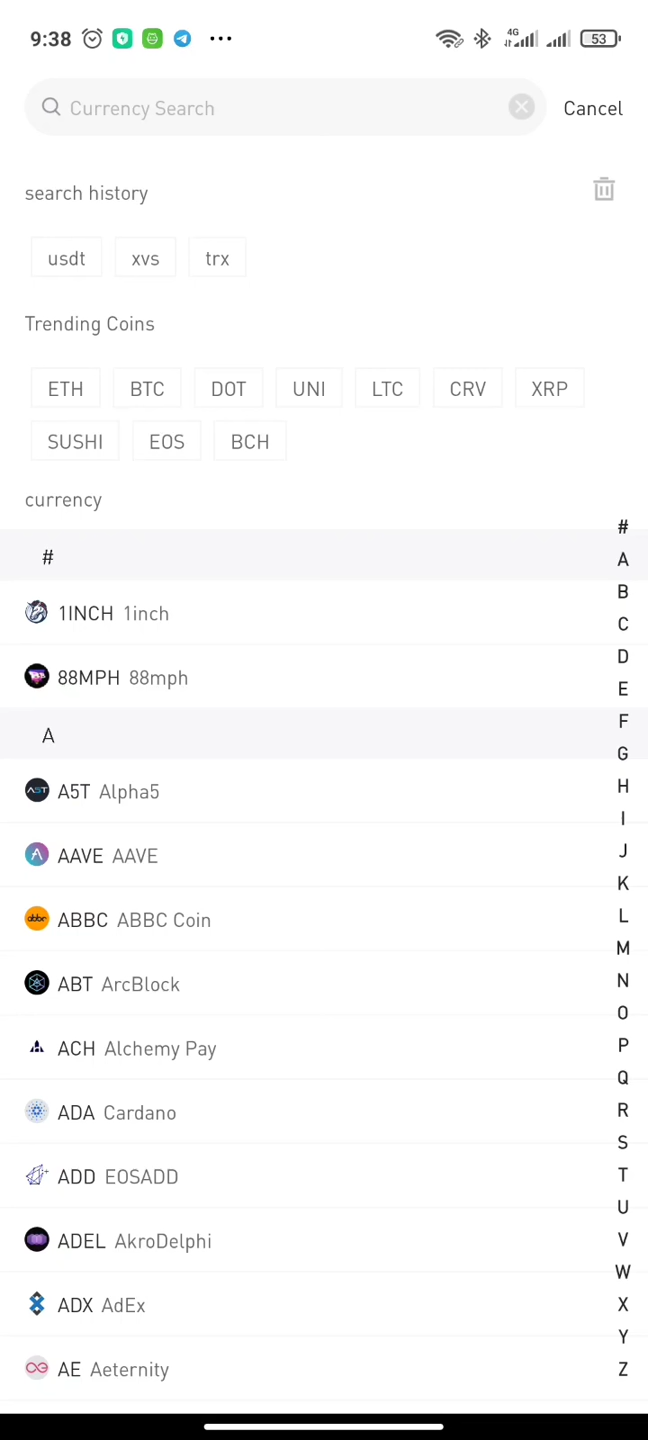 9:38 4G 53
Currency Search Cancel
search history
usdt xvs trx
Trending Coins
ETH BTC DOT UNI LTC CRV XRP
SUSHI EOS BCH
currency
#
1INCH 1inch
88MPH 88mph
A
A5T Alpha5
AAVE AAVE
ABBC ABBC Coin
ABT ArcBlock
ACH Alchemy Pay
ADA Cardano
ADD EOSADD
ADEL AkroDelphi
ADX AdEx
AE Aeternity
#
A
B
C
D
E
F
G
H
I
J
K
L
M
N
O
P
Q
R
S
T
U
V
W
X
Y
Z